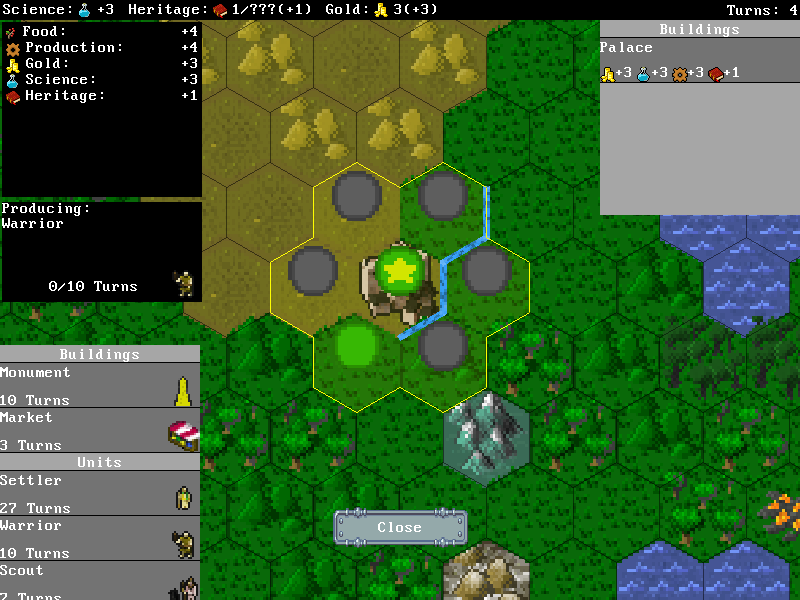 Science: +3 Heritage: 1/???(+1) Gold: 3(+3) Turns: 4
Food: +4
Production: +4
Gold: +3
Science: +3
Heritage: +1
Producing:
Warrior
0/10 Turns
Buildings
Monument
10 Turns
Market
3 Turns
Units
Settler
27 Turns
Warrior
10 Turns
Scout
Turns
Close
Buildings
Palace
+3 +3 +3 +1